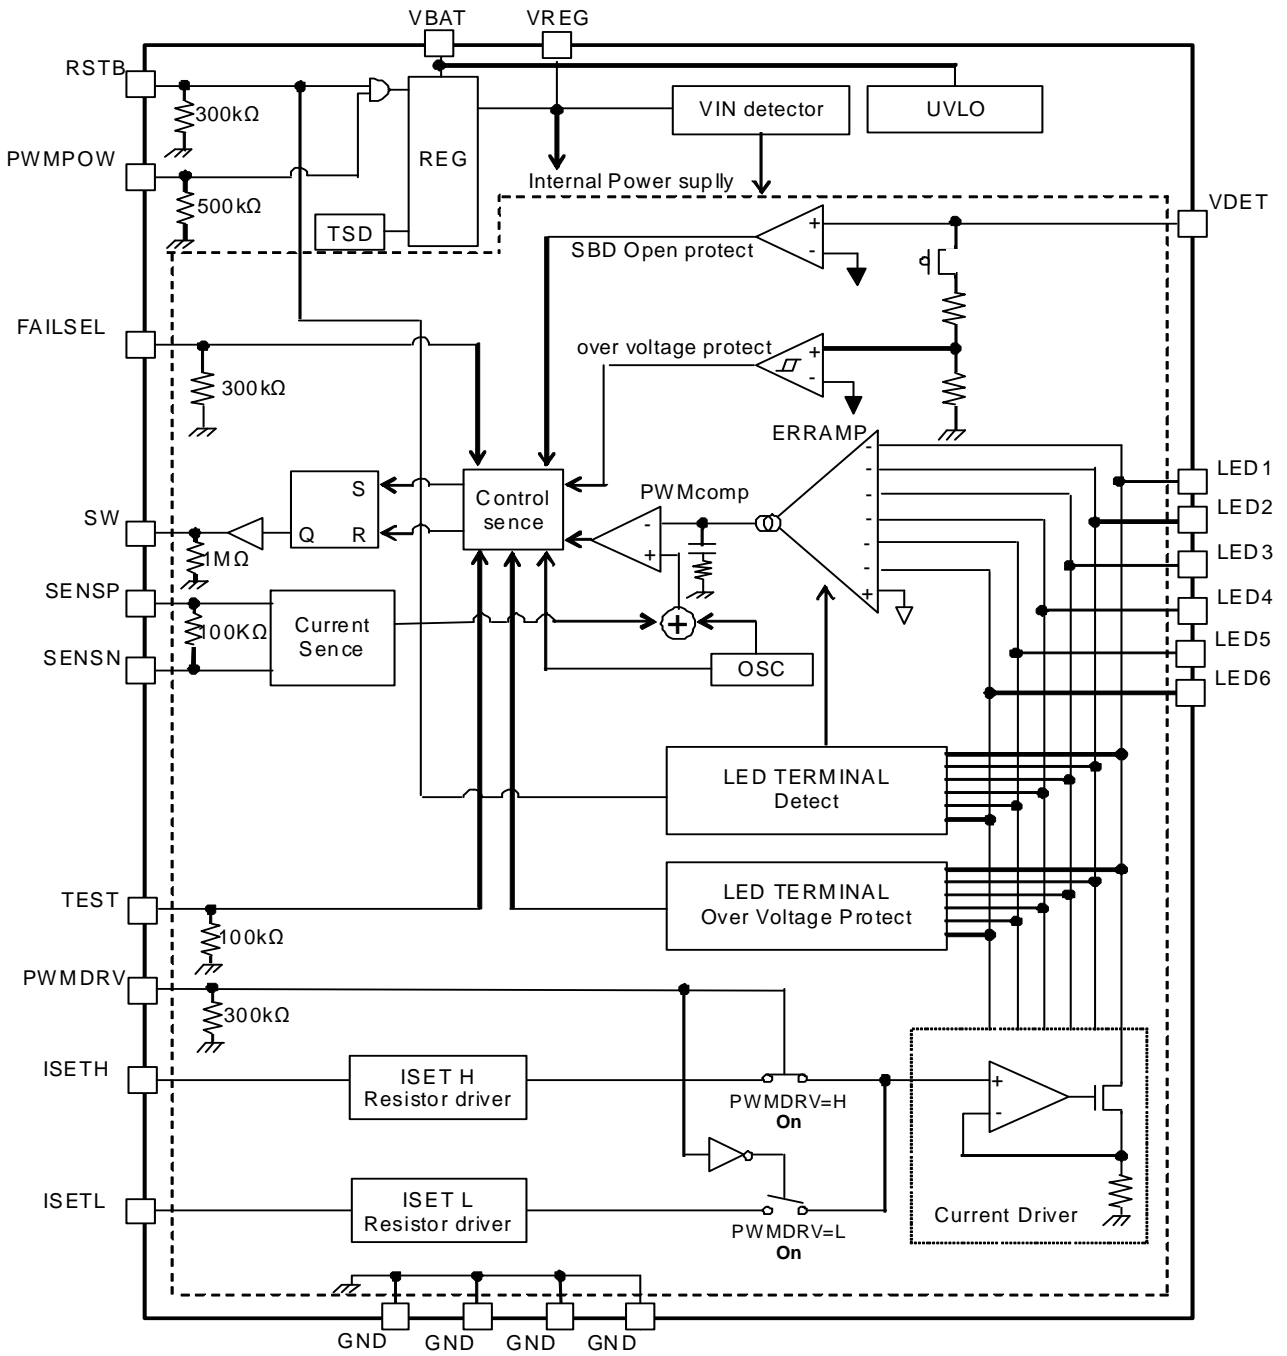 VBAT
VREG
RSTB
300kΩ
PWMPOW
500kΩ
TSD
REG
VIN detector
UVLO
Internal Power suplly
VDET
SBD Open protect
+
-
FAILSEL
300kΩ
over voltage protect
+
-
ERRAMP
-
-
-
-
-
-
+
LED1
LED2
LED3
LED4
LED5
LED6
S
Q
R
Control
sence
PWMcomp
-
+
SW
1MΩ
SENSP
100KΩ
SENSN
Current
Sence
+
OSC
LED TERMINAL
Detect
LED TERMINAL
Over Voltage Protect
TEST
100kΩ
PWMDRV
300kΩ
ISETH
ISET H
Resistor driver
PWMDRV=H
On
+
-
ISETL
ISET L
Resistor driver
PWMDRV=L
On
Current Driver
GND
GND
GND
GND